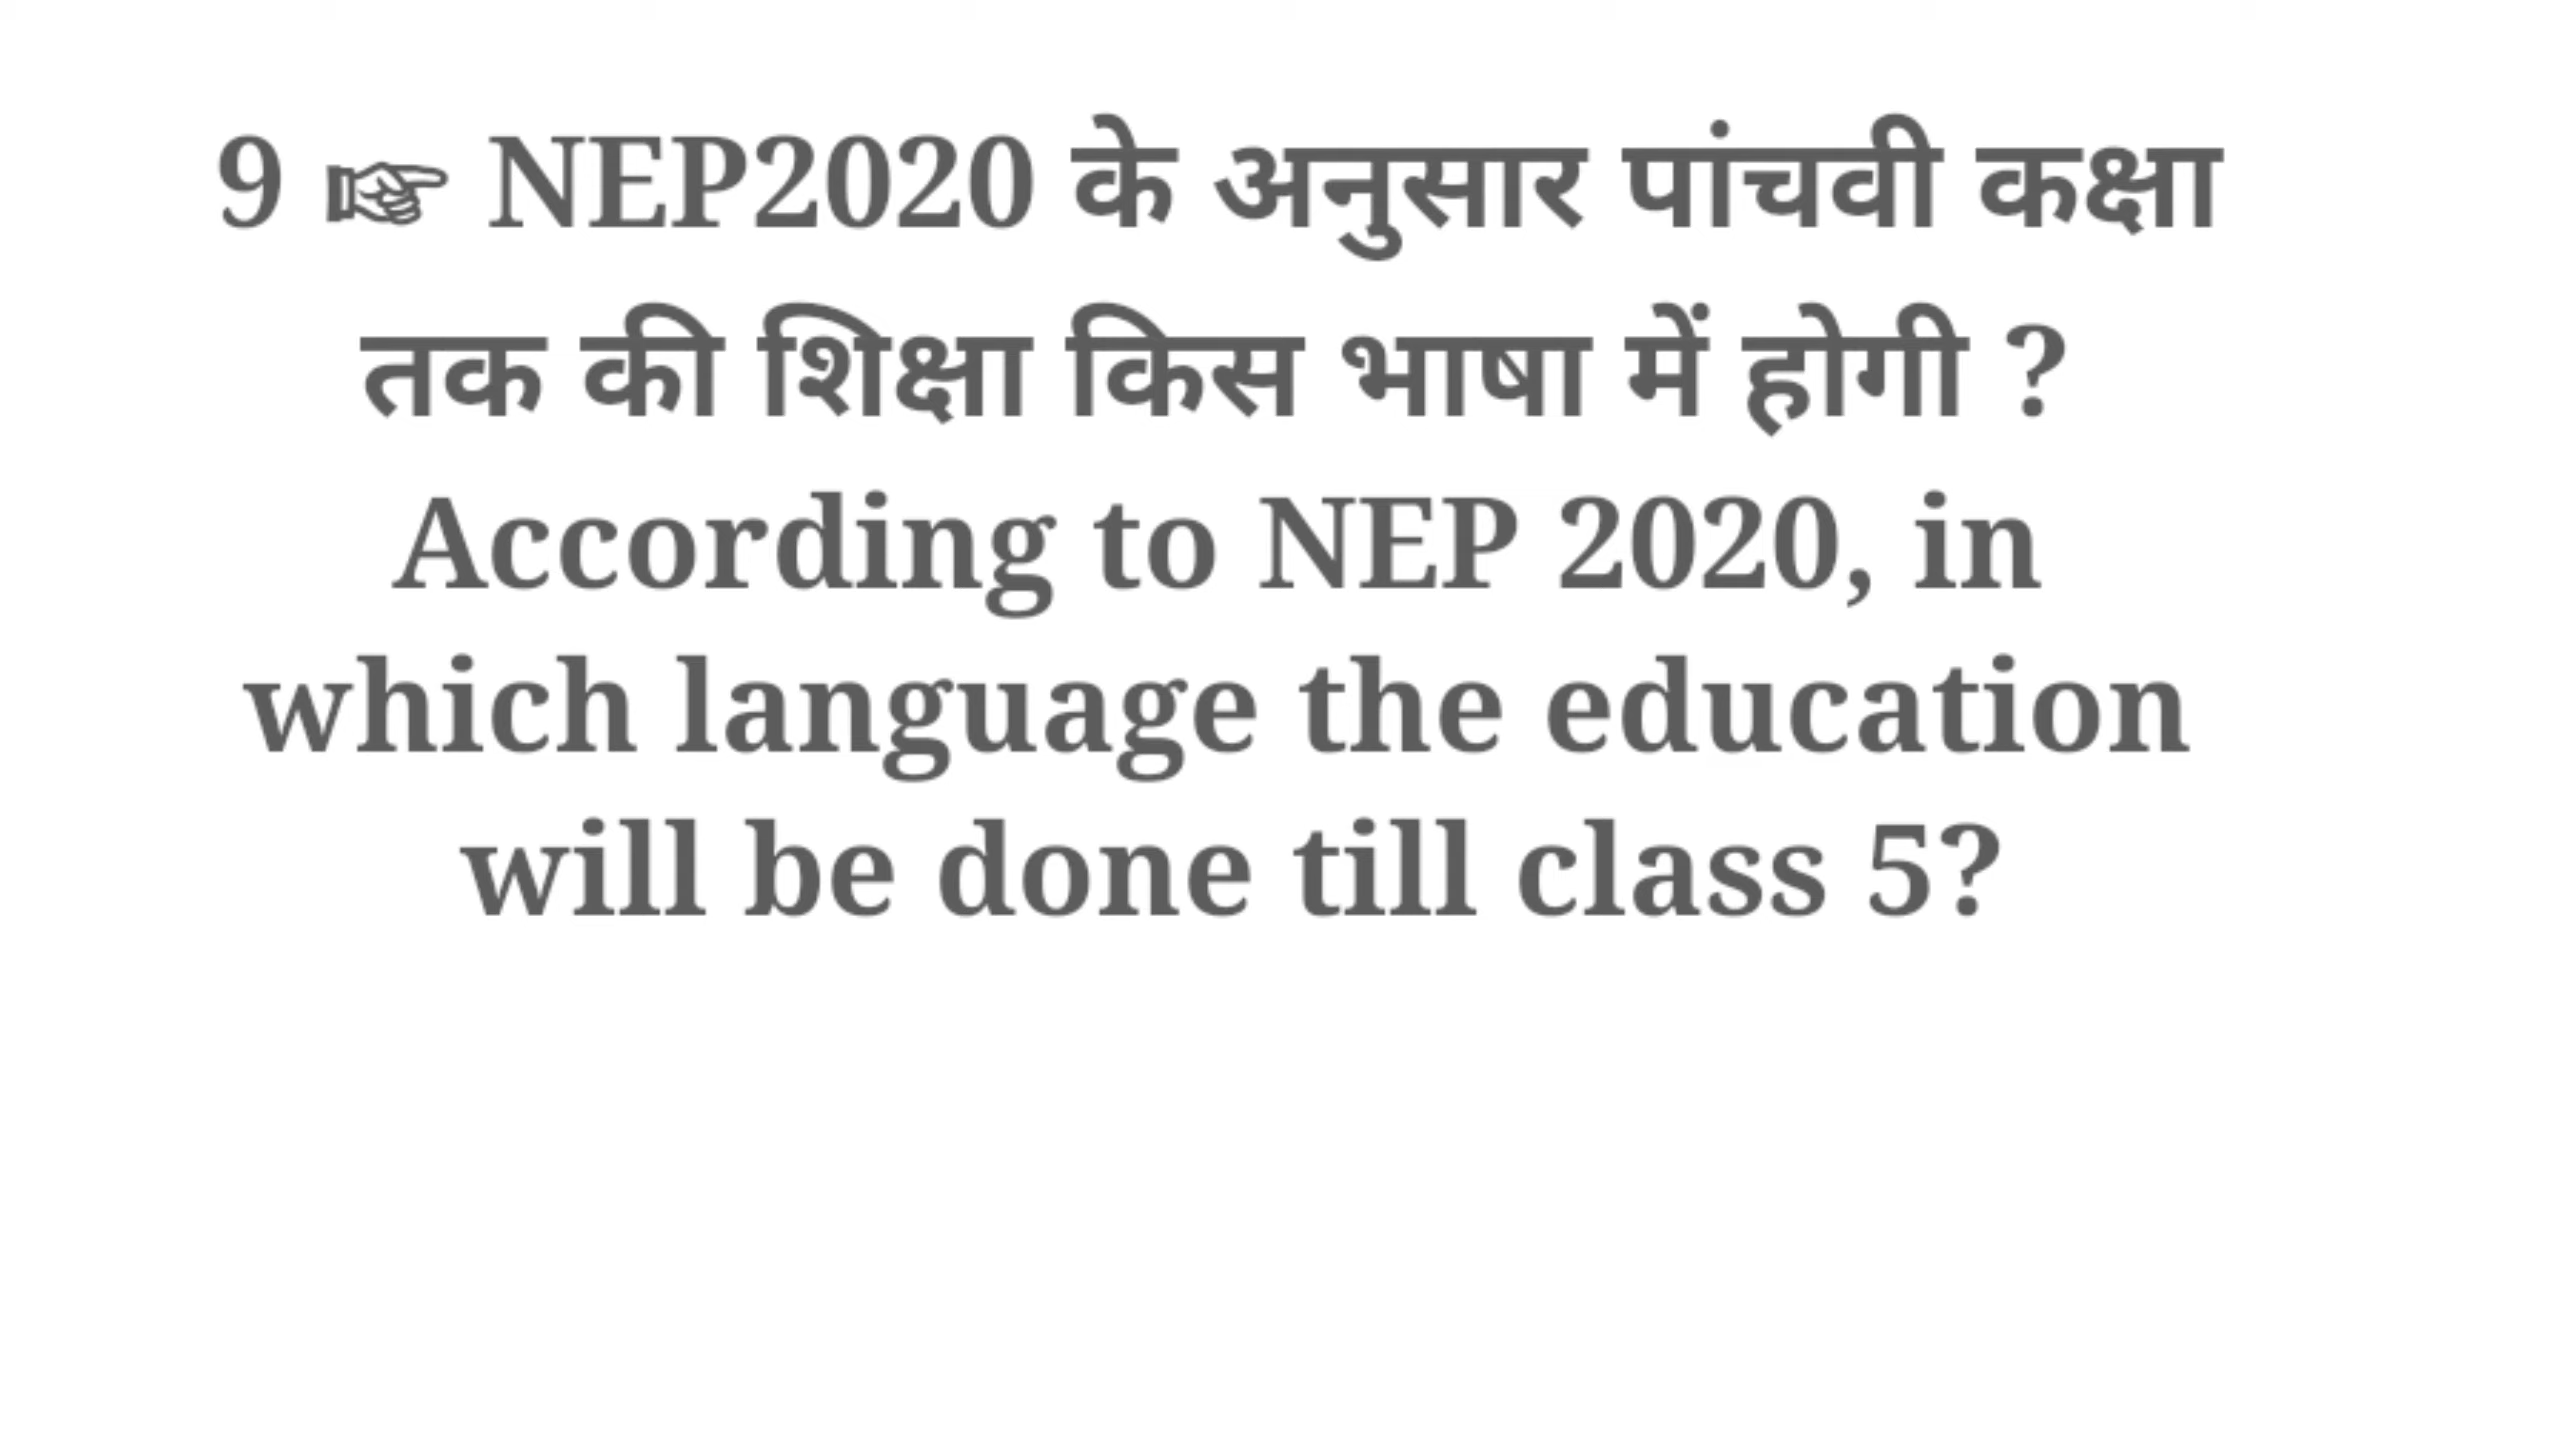 9 ☞ NEP2020 के अनुसार पांचवी कक्षा
तक की शिक्षा किस भाषा में होगी ?
According to NEP 2020, in
which language the education
will be done till class 5?